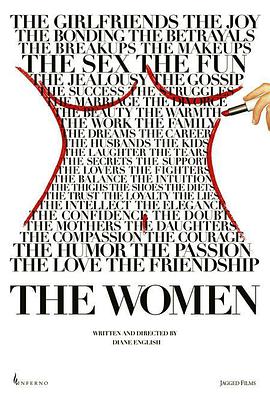 THE GIRLFRIENDS THE JOY
THE BONDING THE BETRAYALS
THE BREAKUPS THE MAKEUPS
THE SEX THE FUN
THE JEALOUSY THE GOSSIP
THE SUCCESS THE STRUGGLES
THE MARRIAGE THE DIVORCE
THE BEAUTY THE WARMTH
THE WORK THE FAMILY
THE DREAMS THE CAREER
THE HUSBANDS THE KIDS
THE LAUGHTER THE TEARS
THE SECRETS THE SUPPORT
THE LOVERS THE FIGHTERS
THE BALANCE THE INTUITION
THE THIGHS THE SHOES THE DIETS
THE TRUST THE LOYALTY THE LIES
THE INTELLECT THE ELEGANCE
THE CONFIDENCE THE DOUBT
THE MOTHERS THE DAUGHTERS
THE COMPASSION THE COURAGE
THE HUMOR THE PASSION
THE LOVE THE FRIENDSHIP
THE WOMEN
WRITTEN AND DIRECTED BY
DIANE ENGLISH
INFERNO
JAGGED FILMS